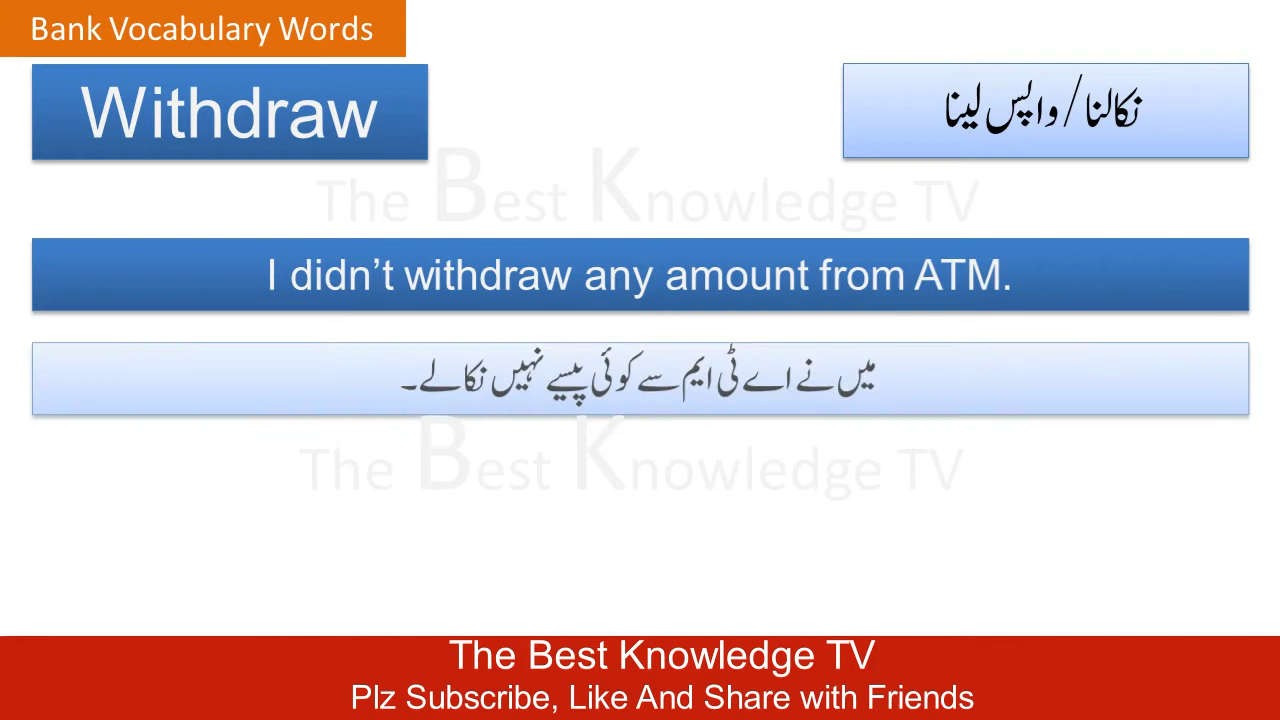 Bank Vocabulary Words
Withdraw
نکالنا/واپس لینا
The Best Knowledge TV
I didn’t withdraw any amount from ATM.
میں نے اے ٹی ایم سے کوئی پیسے نہیں نکالے۔
The Best Knowledge TV
The Best Knowledge TV
Plz Subscribe, Like And Share with Friends